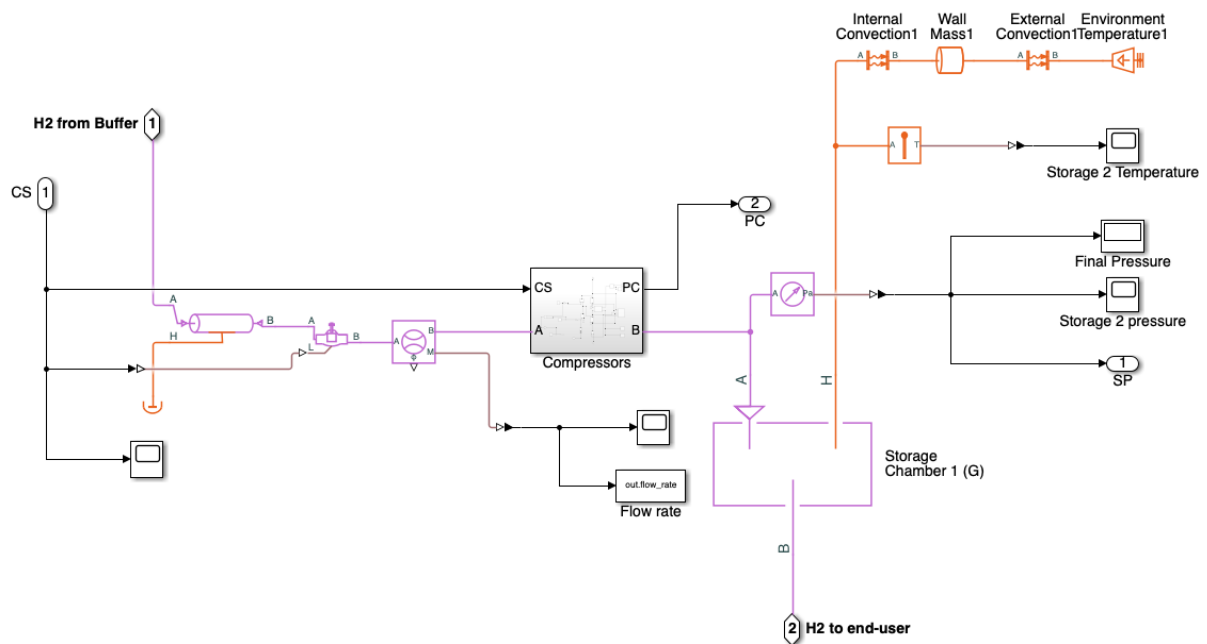 Internal
Convection1
Wall
Mass1
External
Convection1
Environment
Temperature1
A
B
A
B
H2 from Buffer
1
A
T
Storage 2 Temperature
CS
1
2
PC
Final Pressure
CS
PC
A
Pa
Storage 2 pressure
A
B
A
H
B
L
A
B
M
A
B
Compressors
1
SP
A
H
Storage
Chamber 1 (G)
out.flow_rate
Flow rate
B
2
H2 to end-user